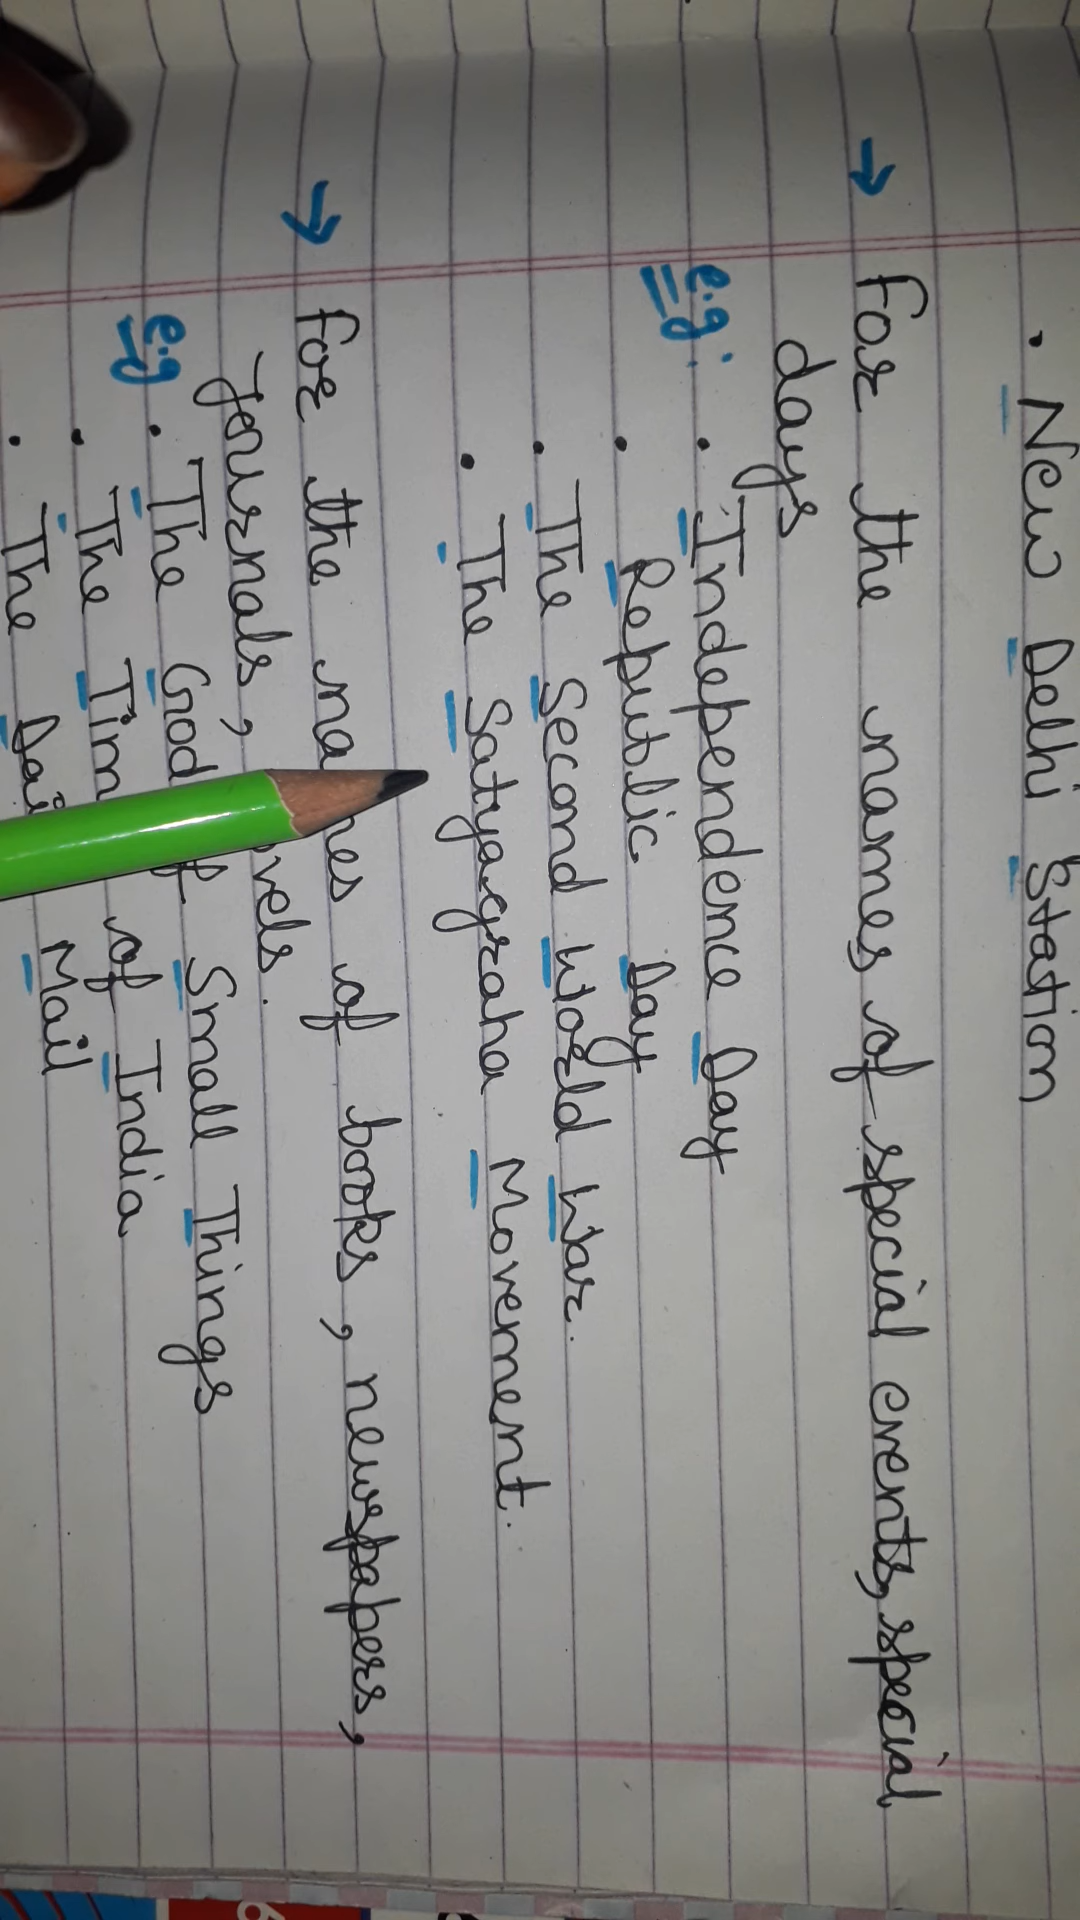 • New Delhi Station
→ For the names of special events, special
days
e.g: • Independence Day
• Republic Day
• The Second World War.
• The Satyagraha Movement.
→ for the names of books, newspapers,
Journals, novels.
e.g • The God of Small Things
• The Times of India
• The Daily Mail